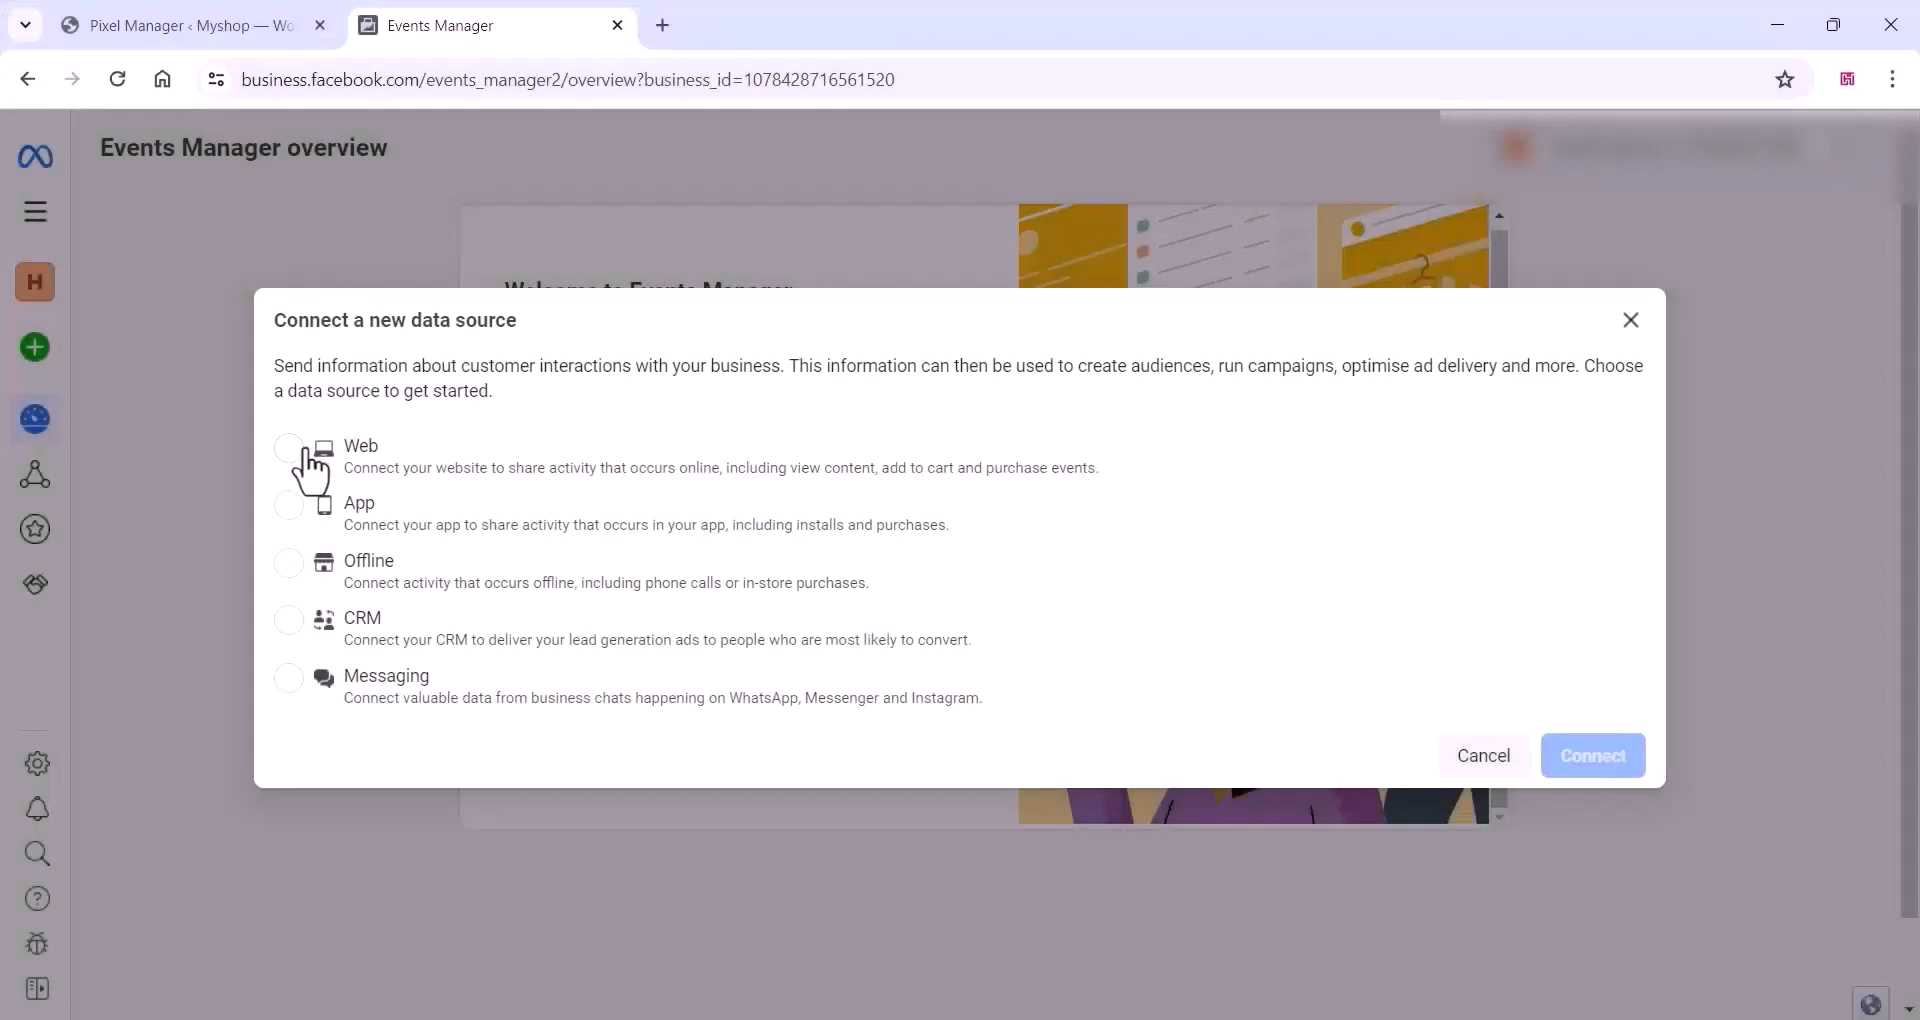 Pixel Manager ‹ Myshop — Wo
Events Manager
business.facebook.com/events_manager2/overview?business_id=1078428716561520
Events Manager overview
H
Welcome to Events Manager
Connect a new data source
Send information about customer interactions with your business. This information can then be used to create audiences, run campaigns, optimise ad delivery and more. Choose
a data source to get started.
Web
Connect your website to share activity that occurs online, including view content, add to cart and purchase events.
App
Connect your app to share activity that occurs in your app, including installs and purchases.
Offline
Connect activity that occurs offline, including phone calls or in-store purchases.
CRM
Connect your CRM to deliver your lead generation ads to people who are most likely to convert.
Messaging
Connect valuable data from business chats happening on WhatsApp, Messenger and Instagram.
Cancel
Connect